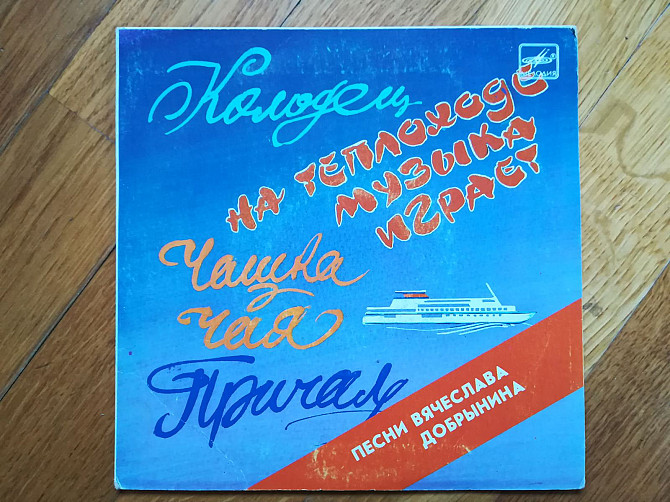 Мелодия
Колодец
НА ТЕПЛОХОДЕ
МУЗЫКА
ИГРАЕТ
Чашка
чая
Причал
ПЕСНИ ВЯЧЕСЛАВА
ДОБРЫНИНА